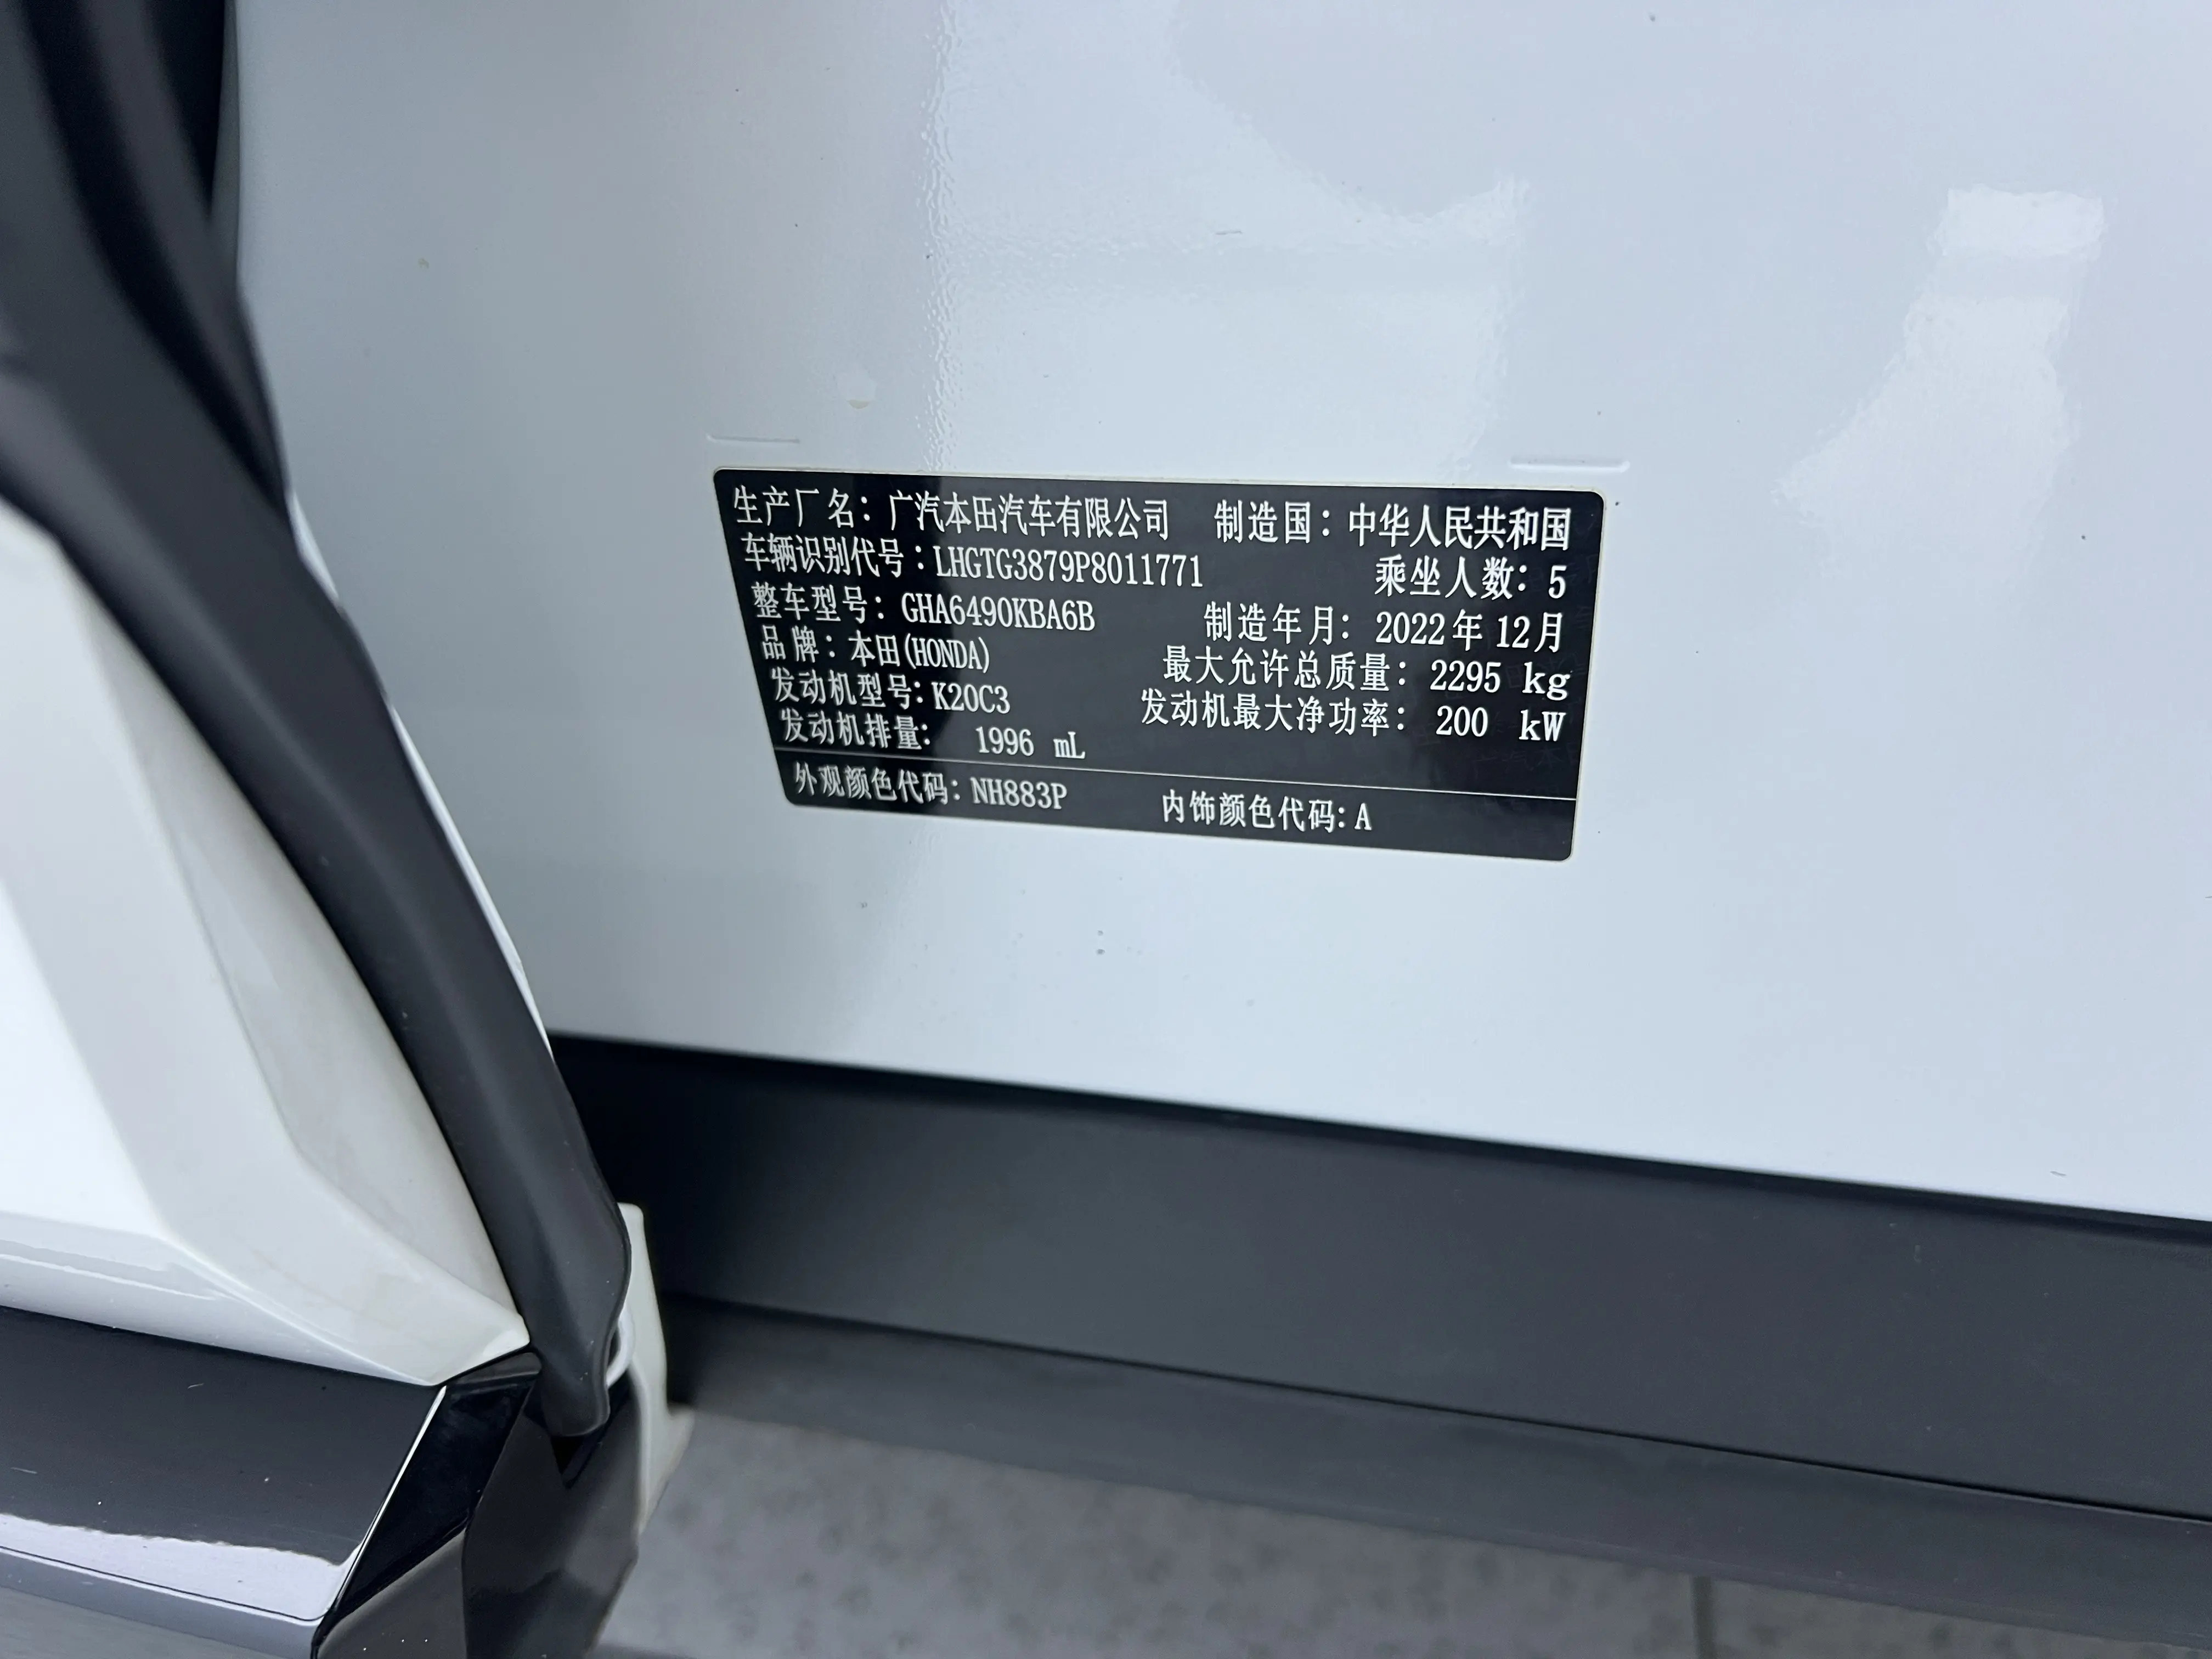 生产厂名：广汽本田汽车有限公司 制造国：中华人民共和国
车辆识别代号：LHGTG3879P8011771 乘坐人数：5
整车型号：GHA6490KBA6B 制造年月：2022年12月
品牌：本田(HONDA) 最大允许总质量：2295 kg
发动机型号：K20C3 发动机最大净功率：200 kW
发动机排量： 1996 mL
外观颜色代码：NH883P 内饰颜色代码：A